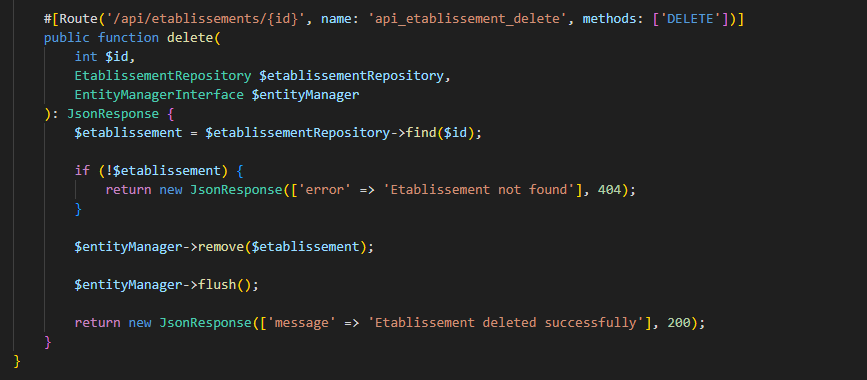 #[Route('/api/etablissements/{id}', name: 'api_etablissement_delete', methods: ['DELETE'])]
public function delete(
int $id,
EtablissementRepository $etablissementRepository,
EntityManagerInterface $entityManager
): JsonResponse {
$etablissement = $etablissementRepository->find($id);
if (!$etablissement) {
return new JsonResponse(['error' => 'Etablissement not found'], 404);
}
$entityManager->remove($etablissement);
$entityManager->flush();
return new JsonResponse(['message' => 'Etablissement deleted successfully'], 200);
}
}